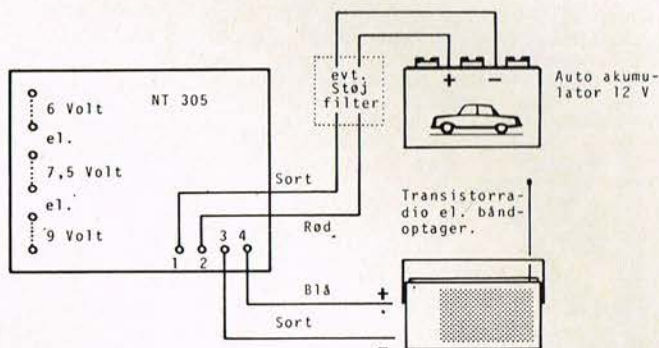 6 Volt
el.
7,5 Volt
el.
9 Volt
NT 305
1 2 3 4
Sort
Rød
Blå
Sort
evt.
Støj
filter
+ −
Auto akumu-
lator 12 V
Transistorra-
dio el. bånd-
optager.
+
−